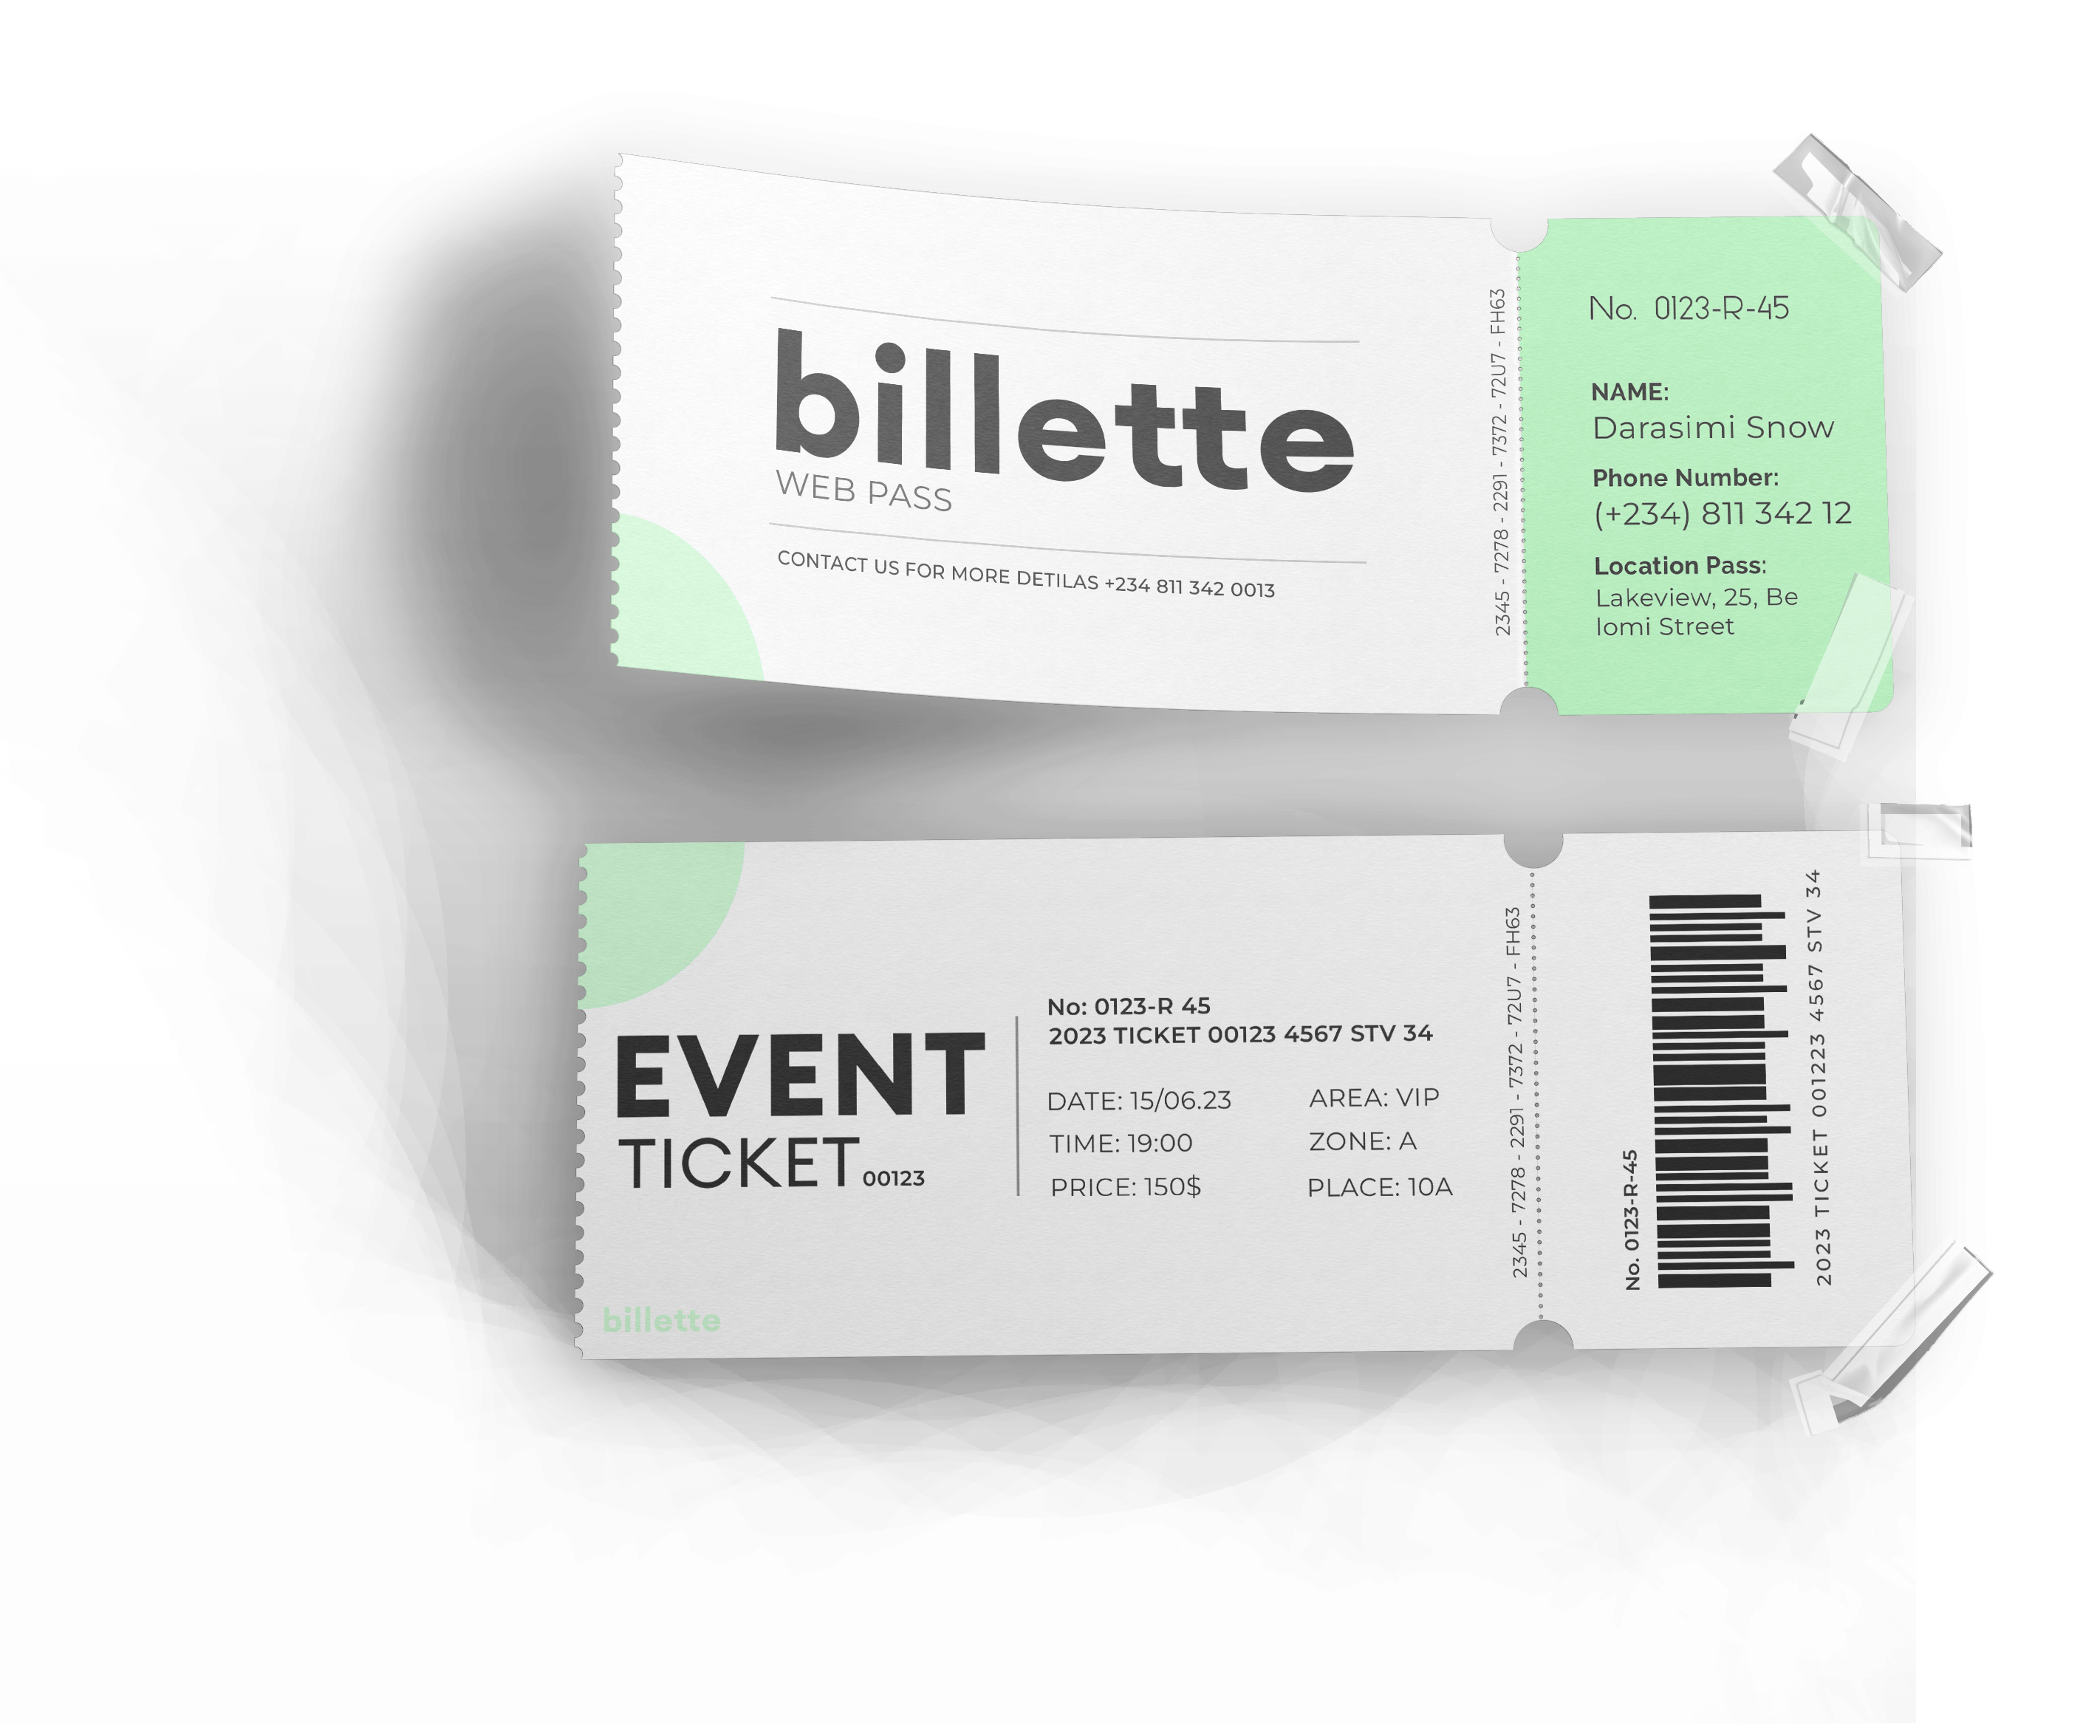 billette
WEB PASS
CONTACT US FOR MORE DETILAS +234 811 342 0013
2345 - 7278 - 2291 - 7372 - 72U7 - FH63
No. 0123-R-45
NAME:
Darasimi Snow
Phone Number:
(+234) 811 342 12
Location Pass:
Lakeview, 25, Be
lomi Street
EVENT
TICKET 00123
No: 0123-R 45
2023 TICKET 00123 4567 STV 34
DATE: 15/06.23
AREA: VIP
TIME: 19:00
ZONE: A
PRICE: 150$
PLACE: 10A
billette
2345 - 7278 - 2291 - 7372 - 72U7 - FH63
No. 0123-R-45
2023 TICKET 001223 4567 STV 34